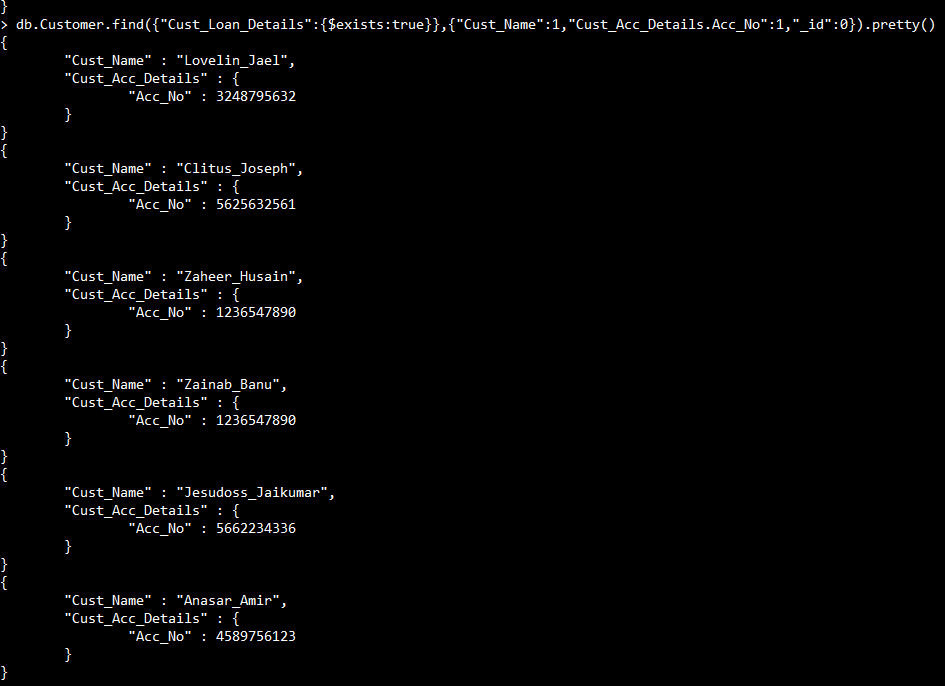 }
> db.Customer.find({"Cust_Loan_Details":{$exists:true}},{"Cust_Name":1,"Cust_Acc_Details.Acc_No":1,"_id":0}).pretty()
{
        "Cust_Name" : "Lovelin_Jael",
        "Cust_Acc_Details" : {
                "Acc_No" : 3248795632
        }
}
{
        "Cust_Name" : "Clitus_Joseph",
        "Cust_Acc_Details" : {
                "Acc_No" : 5625632561
        }
}
{
        "Cust_Name" : "Zaheer_Husain",
        "Cust_Acc_Details" : {
                "Acc_No" : 1236547890
        }
}
{
        "Cust_Name" : "Zainab_Banu",
        "Cust_Acc_Details" : {
                "Acc_No" : 1236547890
        }
}
{
        "Cust_Name" : "Jesudoss_Jaikumar",
        "Cust_Acc_Details" : {
                "Acc_No" : 5662234336
        }
}
{
        "Cust_Name" : "Anasar_Amir",
        "Cust_Acc_Details" : {
                "Acc_No" : 4589756123
        }
}